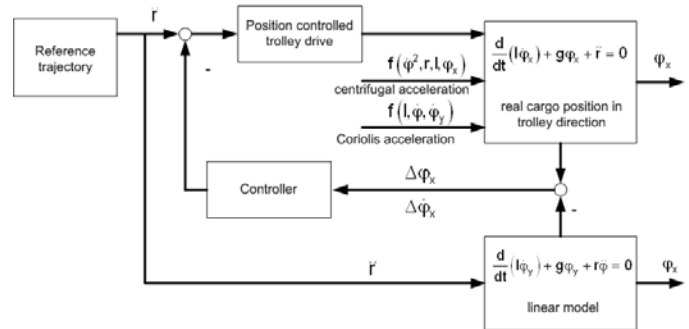 r̈
Reference
trajectory
-
Position controlled
trolley drive
f(φ̇², r, l, φₓ)
centrifugal acceleration
f(l, φ̇, φ̇ᵧ)
Coriolis acceleration
d/dt (lφ̇ₓ) + gφₓ + r̈ = 0
real cargo position in
trolley direction
φₓ
Controller
Δφₓ
Δφ̇ₓ
-
r̈
d/dt (lφ̇ᵧ) + gφᵧ + rφ̈ = 0
linear model
φₓ